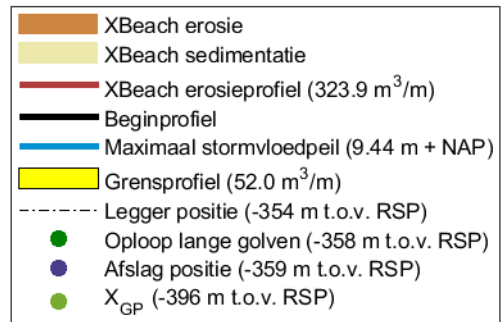 XBeach erosie
XBeach sedimentatie
XBeach erosieprofiel (323.9 m³/m)
Beginprofiel
Maximaal stormvloedpeil (9.44 m + NAP)
Grensprofiel (52.0 m³/m)
Legger positie (-354 m t.o.v. RSP)
Oploop lange golven (-358 m t.o.v. RSP)
Afslag positie (-359 m t.o.v. RSP)
X_GP (-396 m t.o.v. RSP)